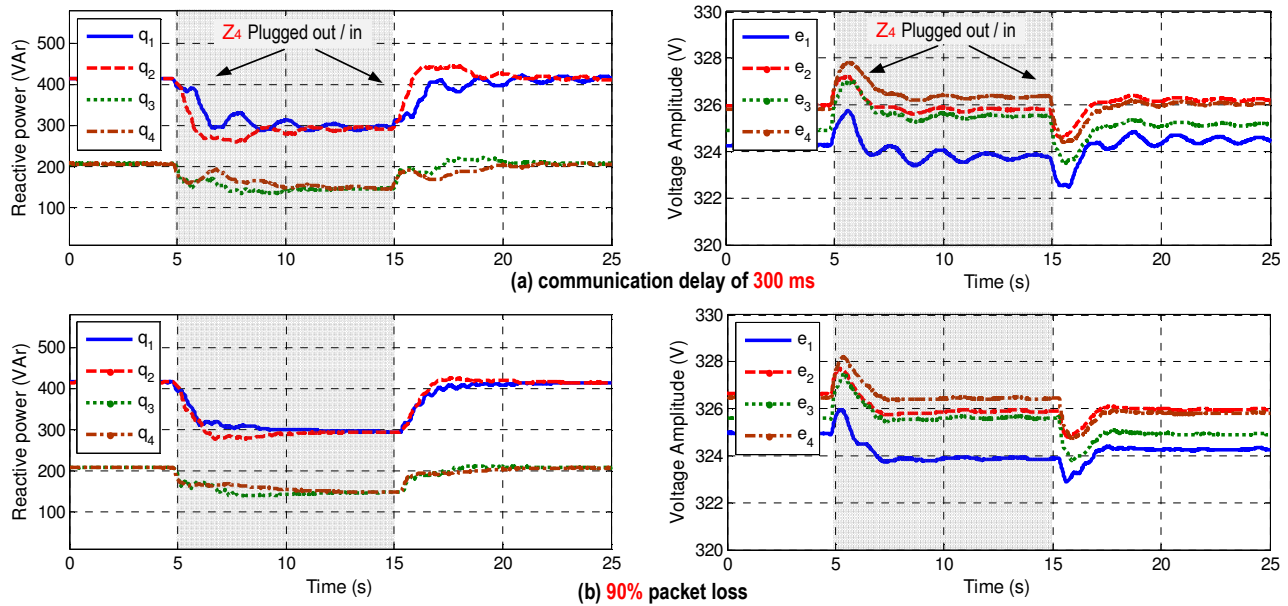 Reactive power (VAr)
500
400
300
200
100
q1
q2
q3
q4
Z4 Plugged out / in
0 5 10 15 20 25
Voltage Amplitude (V)
330
328
326
324
322
320
e1
e2
e3
e4
Z4 Plugged out / in
0 5 10 15 20 25
Time (s)
(a) communication delay of 300 ms
Reactive power (VAr)
500
400
300
200
100
q1
q2
q3
q4
0 5 10 15 20 25
Time (s)
Voltage Amplitude (V)
330
328
326
324
322
320
e1
e2
e3
e4
0 5 10 15 20 25
Time (s)
(b) 90% packet loss